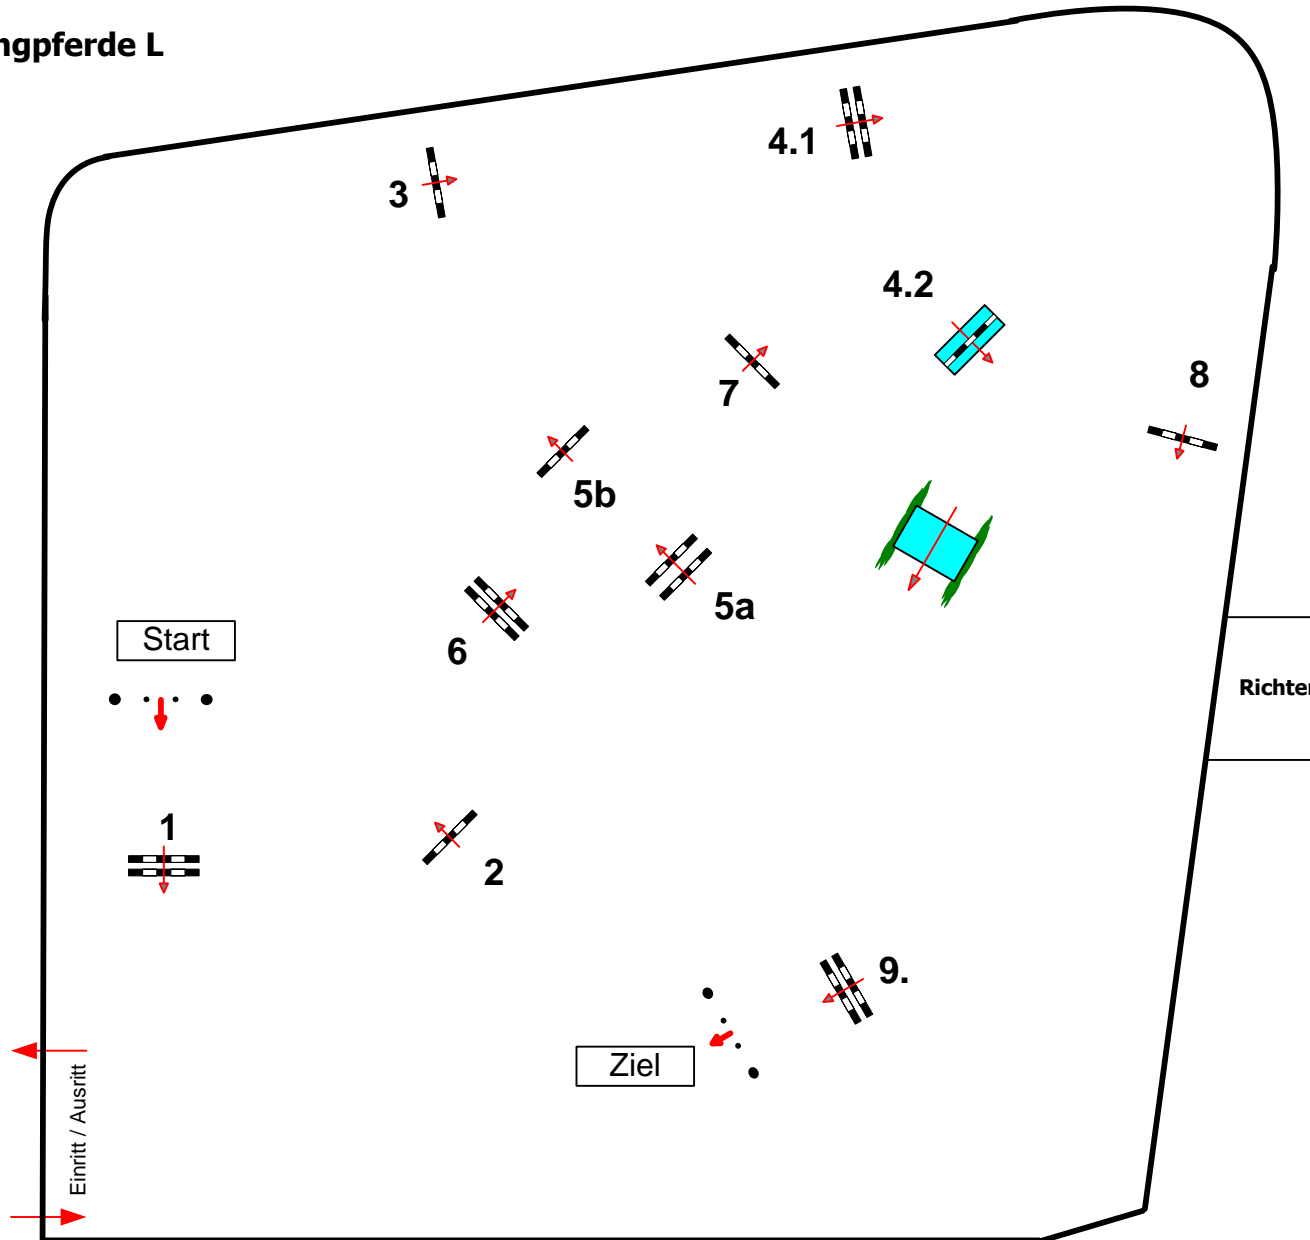 ngpferde L
4.1
3
4.2
8
7
5b
5a
6
Start
Richter
1
2
9.
Ziel
Einritt / Ausritt